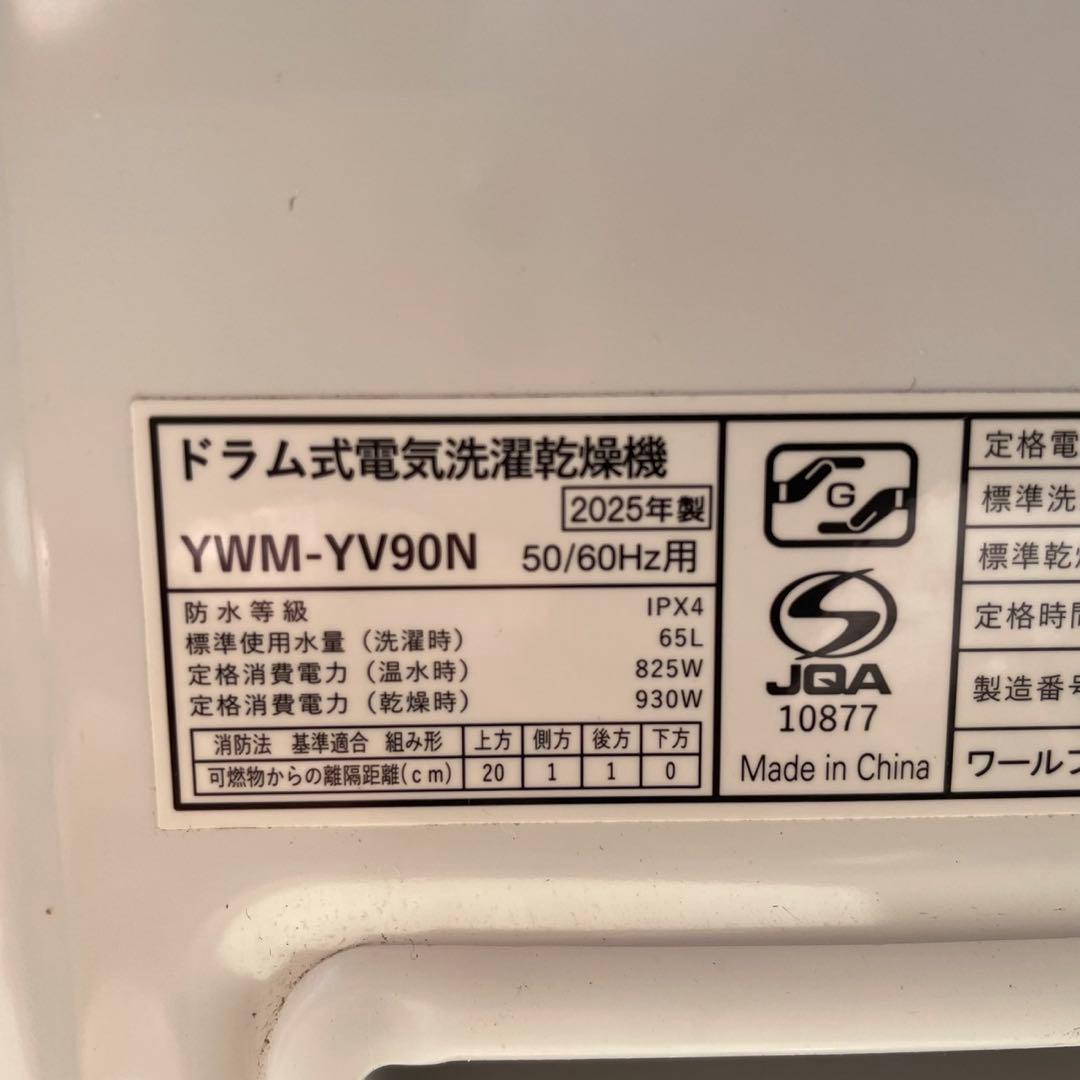 ドラム式電気洗濯乾燥機
2025年製
YWM-YV90N 50/60Hz用
防水等級 IPX4
標準使用水量(洗濯時) 65L
定格消費電力(温水時) 825W
定格消費電力(乾燥時) 930W
消防法 基準適合 組み形 上方 側方 後方 下方
可燃物からの離隔距離(cm) 20 1 1 0
G
JQA
10877
Made in China
定格電
標準洗
標準乾
定格時間
製造番号
ワールプ